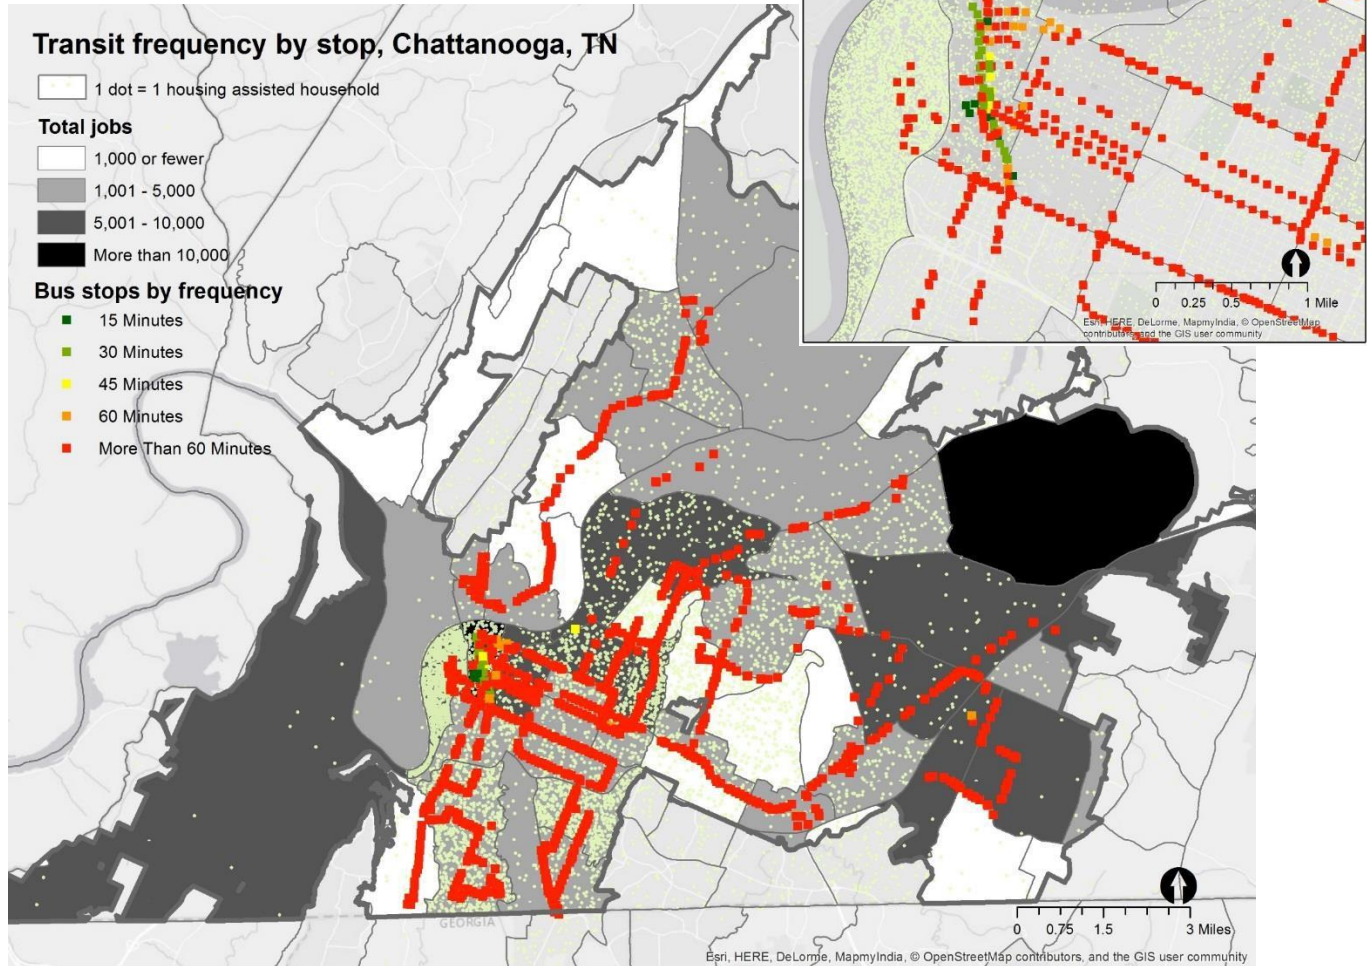 Transit frequency by stop, Chattanooga, TN
1 dot = 1 housing assisted household
Total jobs
1,000 or fewer
1,001 - 5,000
5,001 - 10,000
More than 10,000
Bus stops by frequency
15 Minutes
30 Minutes
45 Minutes
60 Minutes
More Than 60 Minutes
0 0.25 0.5 1 Mile
Esri, HERE, DeLorme, MapmyIndia, © OpenStreetMap
contributors, and the GIS user community
GEORGIA
0 0.75 1.5 3 Miles
Esri, HERE, DeLorme, MapmyIndia, © OpenStreetMap contributors, and the GIS user community